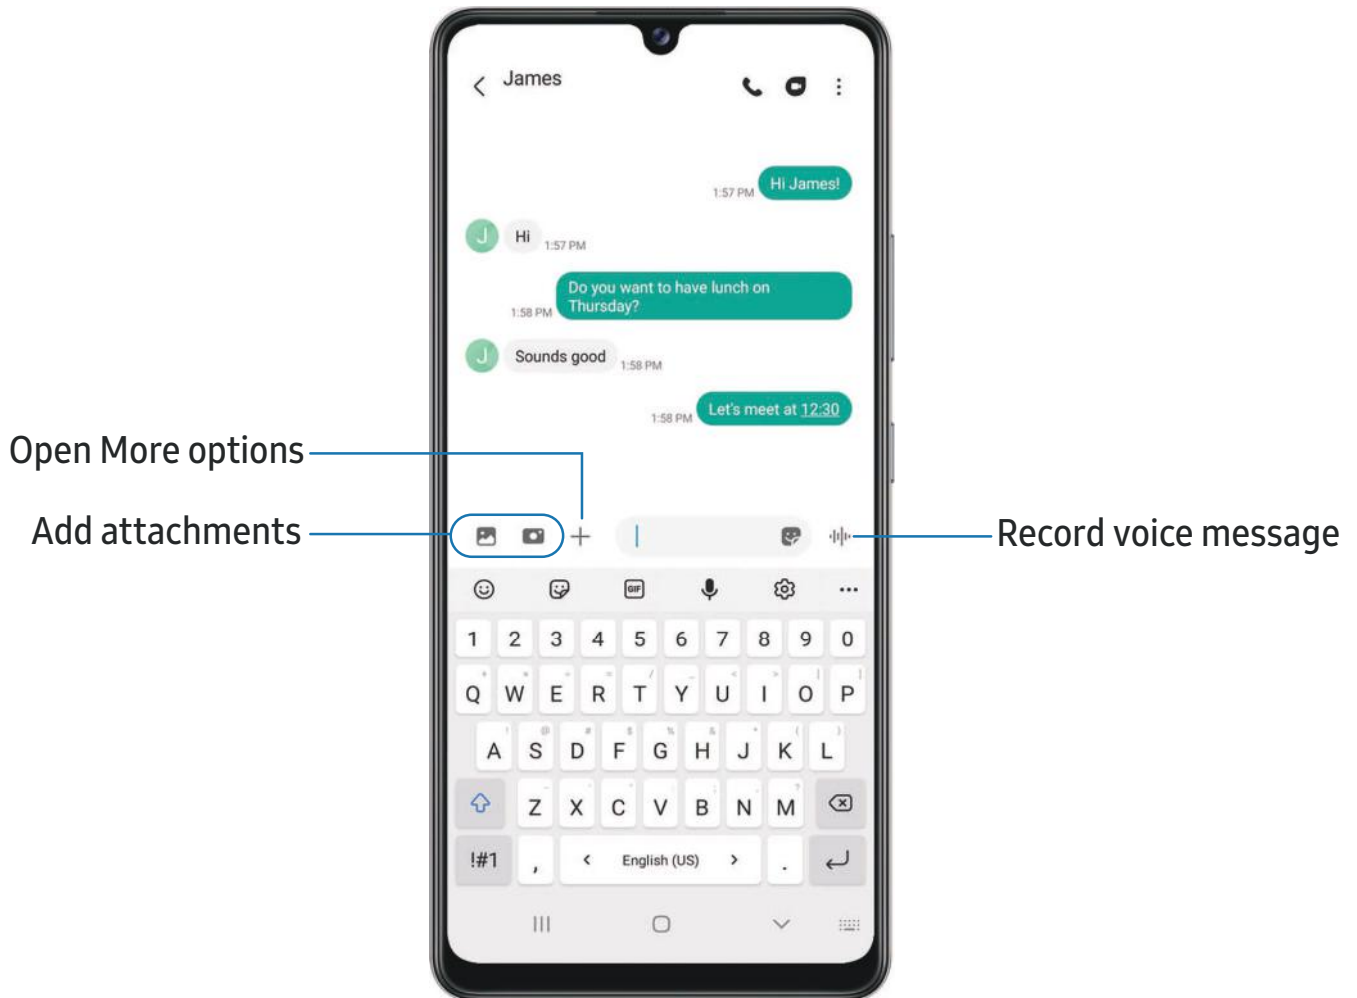 James
Hi James!
1:57 PM
J
Hi
1:57 PM
Do you want to have lunch on
Thursday?
1:58 PM
J
Sounds good
1:58 PM
Let's meet at 12:30
1:58 PM
Open More options
Add attachments
Record voice message
GIF
1 2 3 4 5 6 7 8 9 0
Q W E R T Y U I O P
A S D F G H J K L
Z X C V B N M
!#1 , < English (US) > .